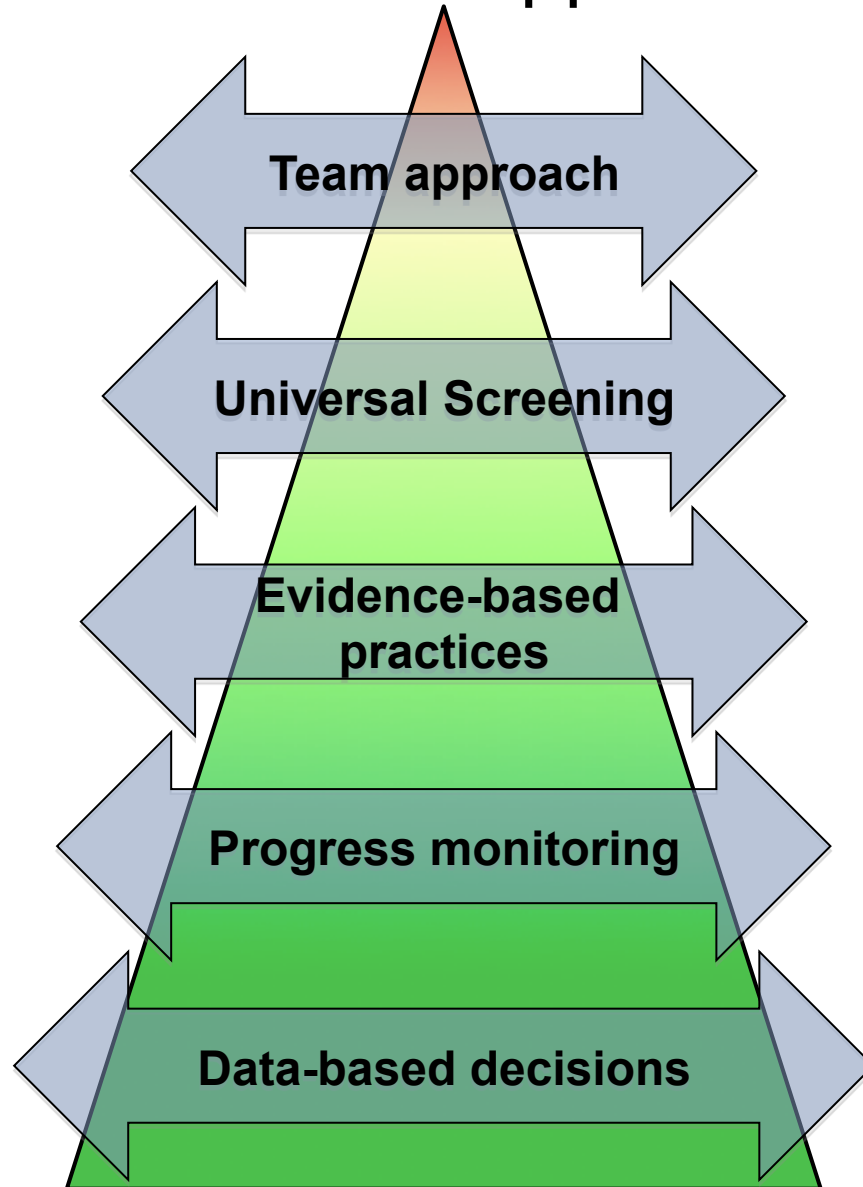 Team approach
Universal Screening
Evidence-based
practices
Progress monitoring
Data-based decisions